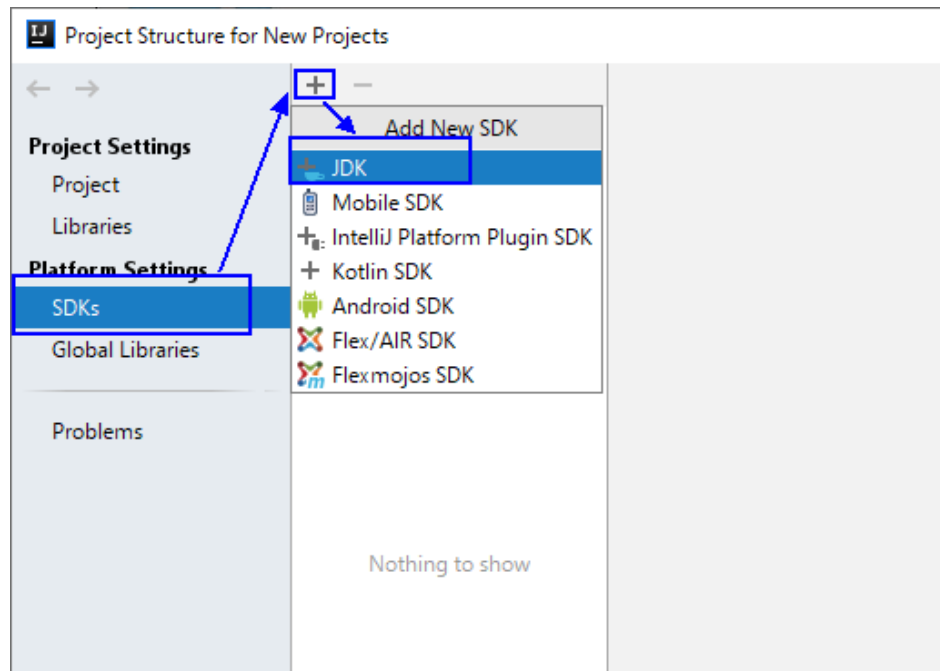 IJ
Project Structure for New Projects
Project Settings
Project
Libraries
Platform Settings
SDKs
Global Libraries
Problems
Add New SDK
JDK
Mobile SDK
IntelliJ Platform Plugin SDK
Kotlin SDK
Android SDK
Flex/AIR SDK
Flexmojos SDK
Nothing to show